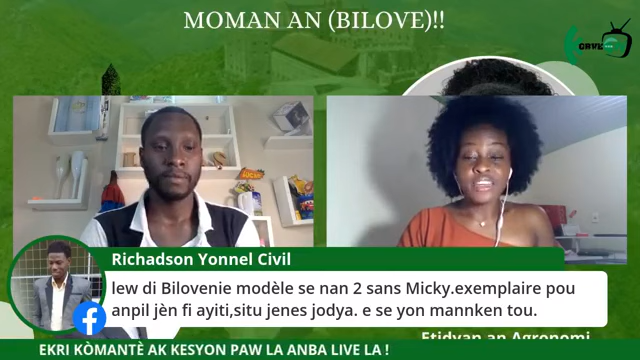 MOMAN AN (BILOVE)!!
Richadson Yonnel Civil
lew di Bilovenie modèle se nan 2 sans Micky.exemplaire pou
anpil jèn fi ayiti,situ jenes jodya. e se yon mannken tou.
Etidyan an Agronomi
EKRI KÒMANTÈ AK KESYON PAW LA ANBA LIVE LA !